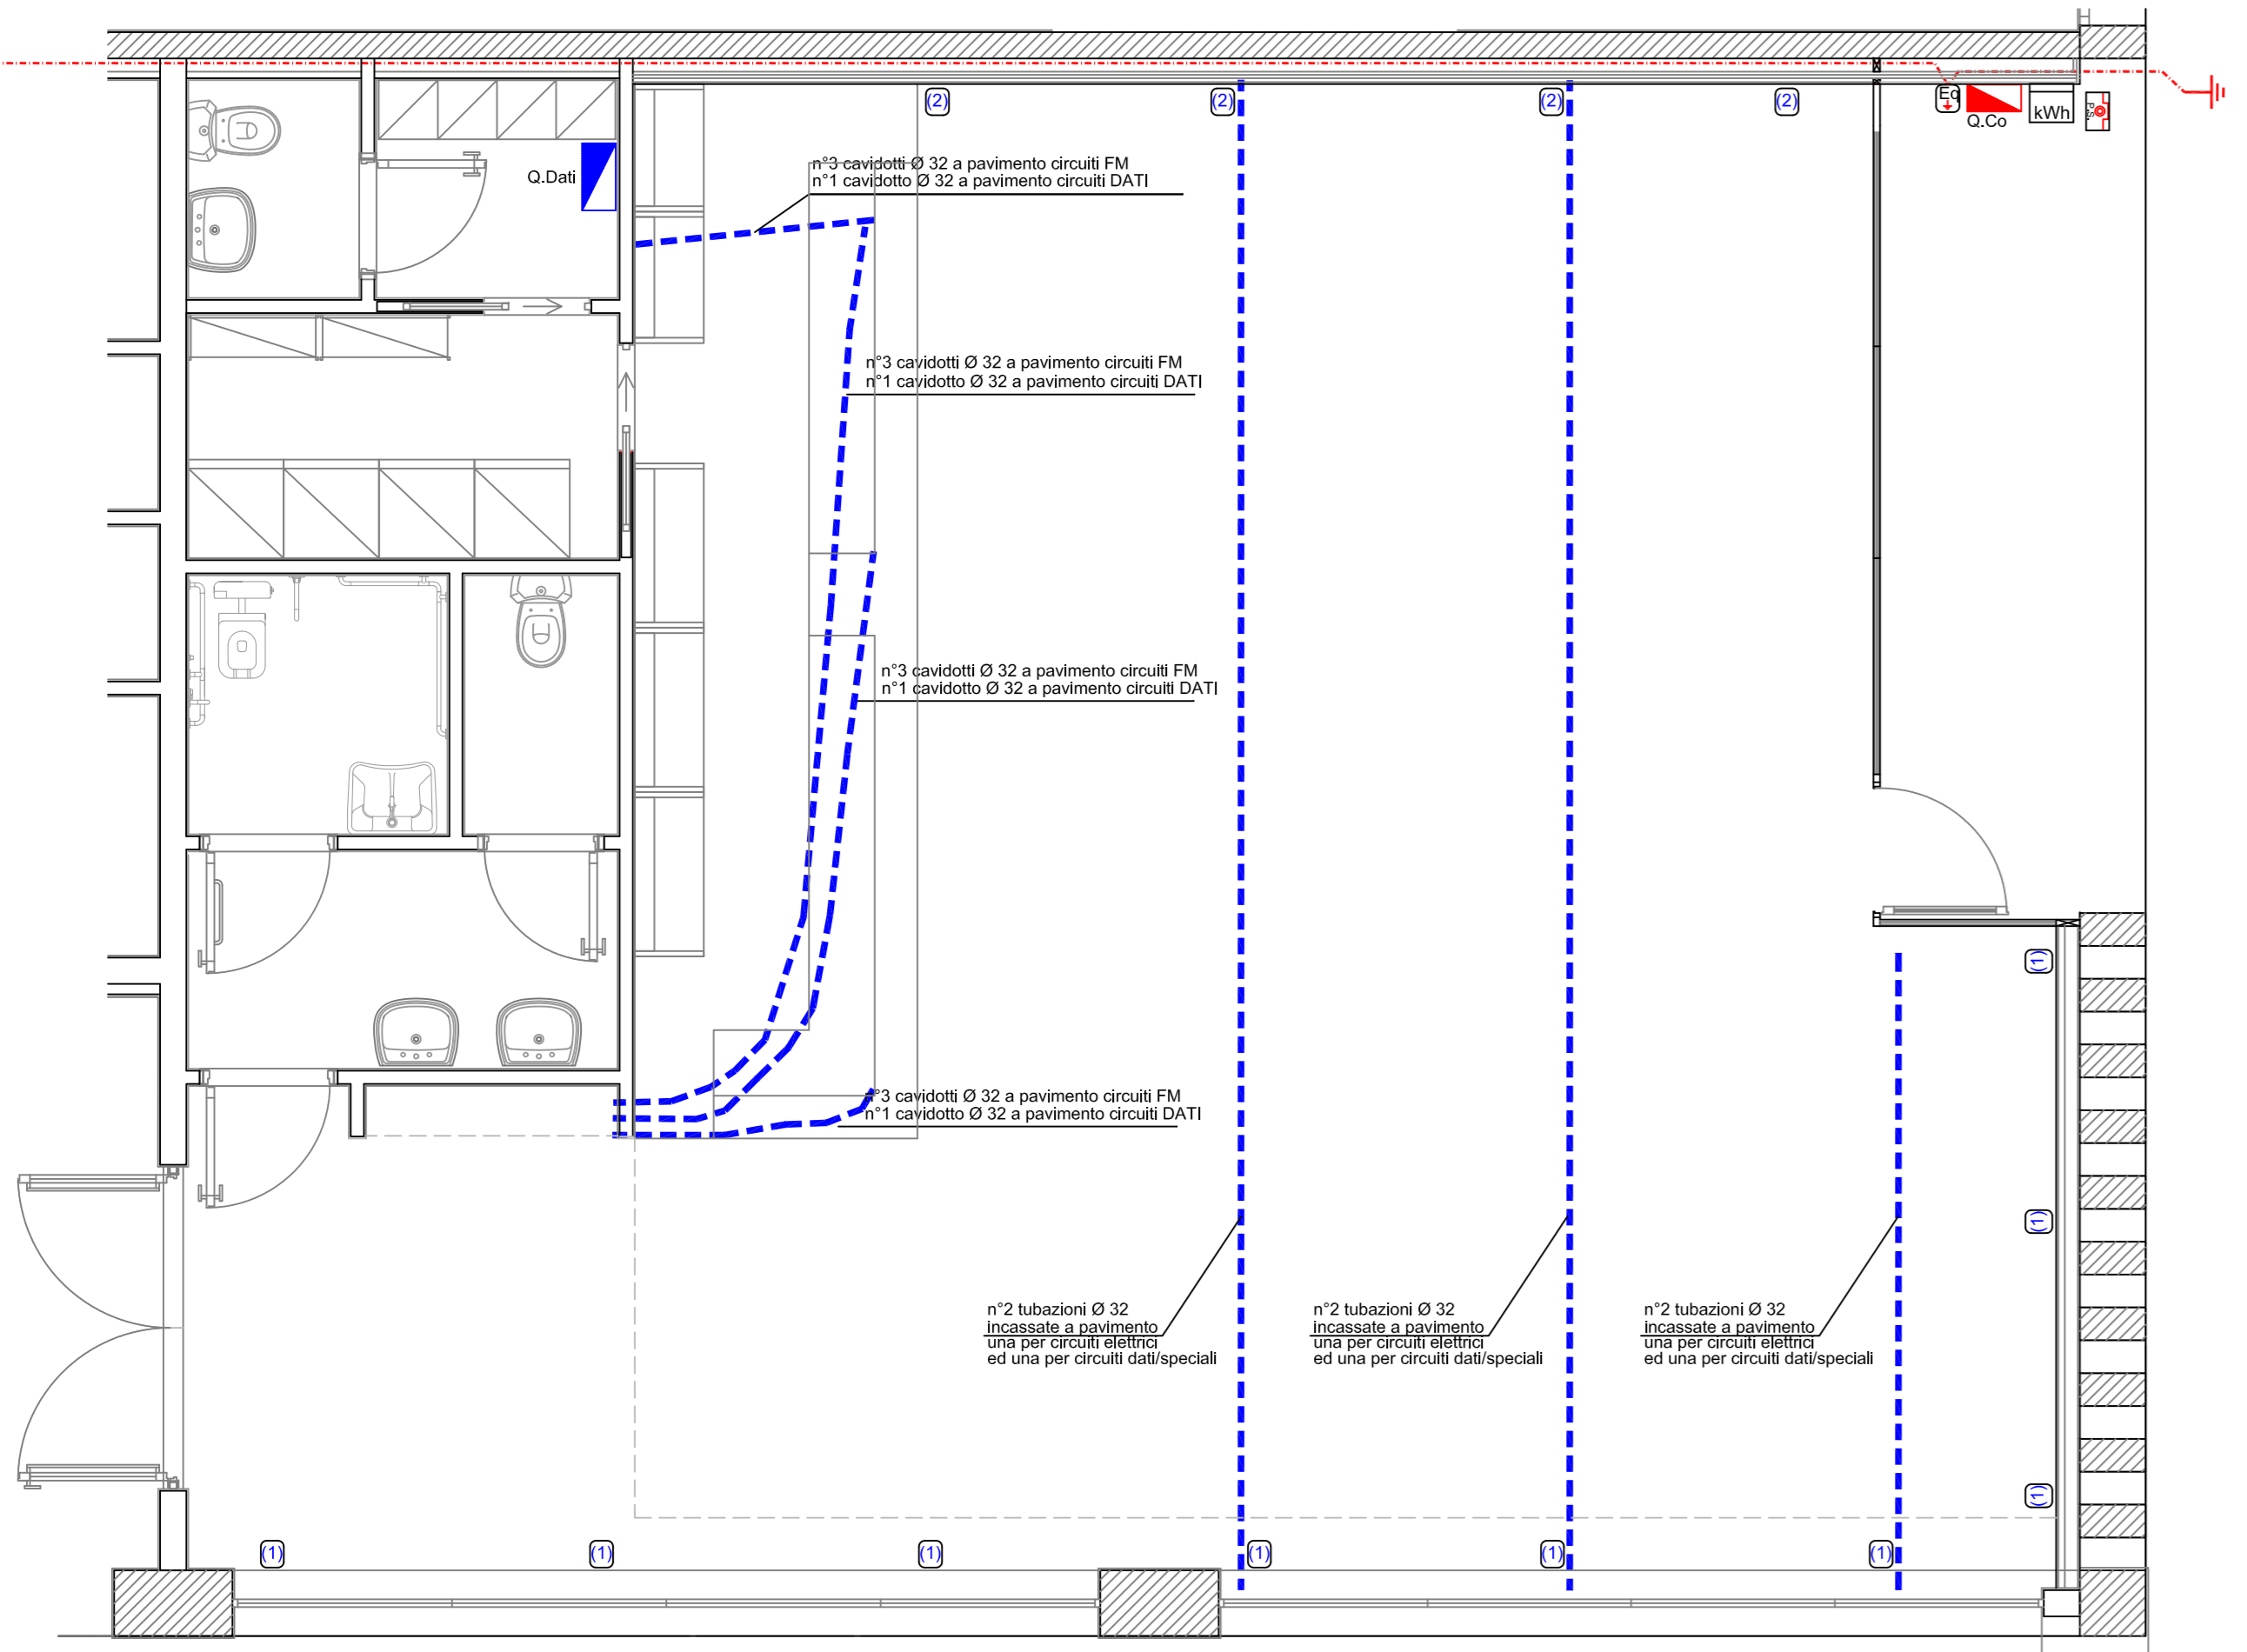 (2)
(2)
(2)
(2)
Eq
Q.Co
kWh
P.S.
Q.Dati
n°3 cavidotti Ø 32 a pavimento circuiti FM
n°1 cavidotto Ø 32 a pavimento circuiti DATI
n°3 cavidotti Ø 32 a pavimento circuiti FM
n°1 cavidotto Ø 32 a pavimento circuiti DATI
n°3 cavidotti Ø 32 a pavimento circuiti FM
n°1 cavidotto Ø 32 a pavimento circuiti DATI
(1)
n°3 cavidotti Ø 32 a pavimento circuiti FM
n°1 cavidotto Ø 32 a pavimento circuiti DATI
(1)
n°2 tubazioni Ø 32
incassate a pavimento
una per circuiti elettrici
ed una per circuiti dati/speciali
n°2 tubazioni Ø 32
incassate a pavimento
una per circuiti elettrici
ed una per circuiti dati/speciali
n°2 tubazioni Ø 32
incassate a pavimento
una per circuiti elettrici
ed una per circuiti dati/speciali
(1)
(1)
(1)
(1)
(1)
(1)
(1)